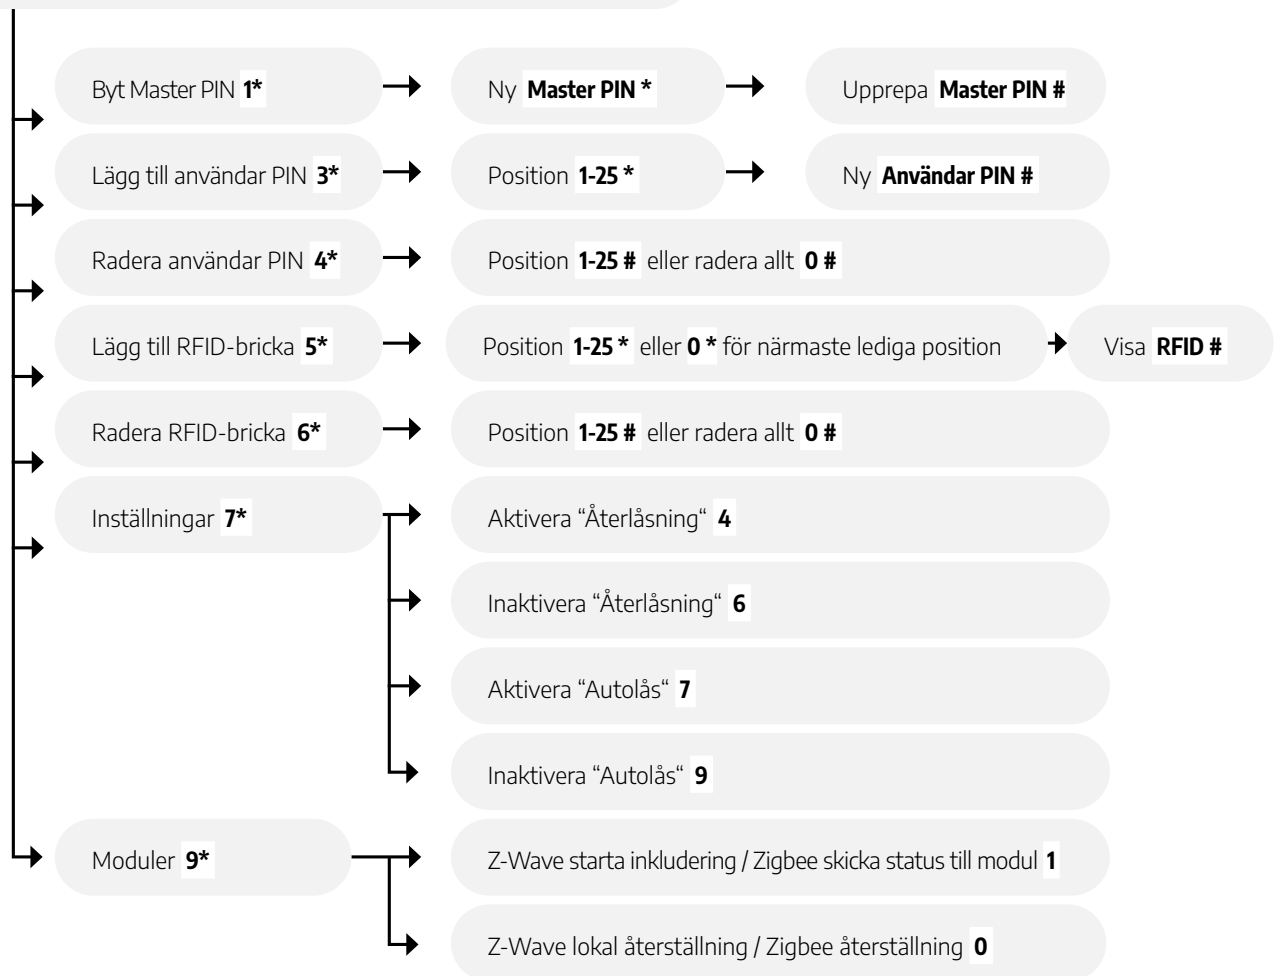 Byt Master PIN 1* Ny Master PIN * Upprepa Master PIN #
Lägg till användar PIN 3* Position 1-25 * Ny Användar PIN #
Radera användar PIN 4* Position 1-25 # eller radera allt 0 #
Lägg till RFID-bricka 5* Position 1-25 * eller 0 * för närmaste lediga position Visa RFID #
Radera RFID-bricka 6* Position 1-25 # eller radera allt 0 #
Inställningar 7* Aktivera “Återlåsning“ 4
Inaktivera “Återlåsning“ 6
Aktivera “Autolås“ 7
Inaktivera “Autolås“ 9
Moduler 9* Z-Wave starta inkludering / Zigbee skicka status till modul 1
Z-Wave lokal återställning / Zigbee återställning 0